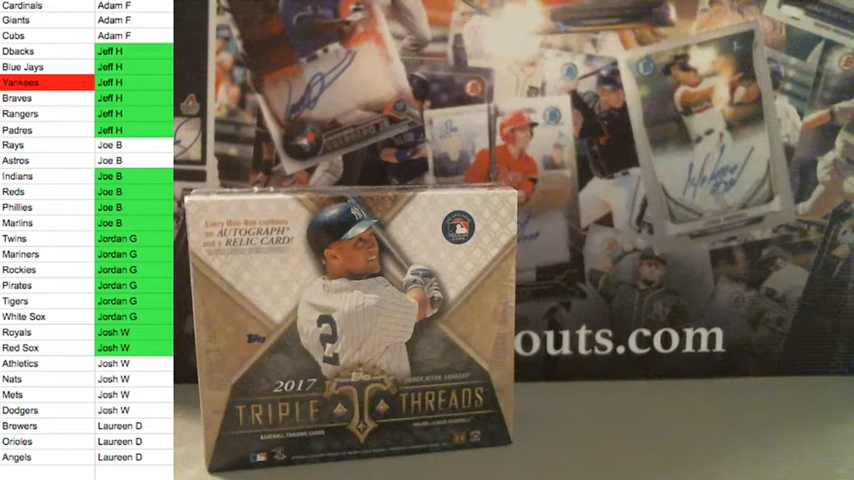 Cardinals Adam F
Giants Adam F
Cubs Adam F
Dbacks Jeff H
Blue Jays Jeff H
Yankees Jeff H
Braves Jeff H
Rangers Jeff H
Padres Jeff H
Rays Joe B
Astros Joe B
Indians Joe B
Reds Joe B
Phillies Joe B
Marlins Joe B
Twins Jordan G
Mariners Jordan G
Rockies Jordan G
Pirates Jordan G
Tigers Jordan G
White Sox Jordan G
Royals Josh W
Red Sox Josh W
Athletics Josh W
Nats Josh W
Mets Josh W
Dodgers Josh W
Brewers Laureen D
Orioles Laureen D
Angels Laureen D
Every Mini-Box contains
an AUTOGRAPH
and a RELIC CARD!
2
Topps
2017
Topps
TRIPLE THREADS
BASEBALL TRADING CARDS
outs.com